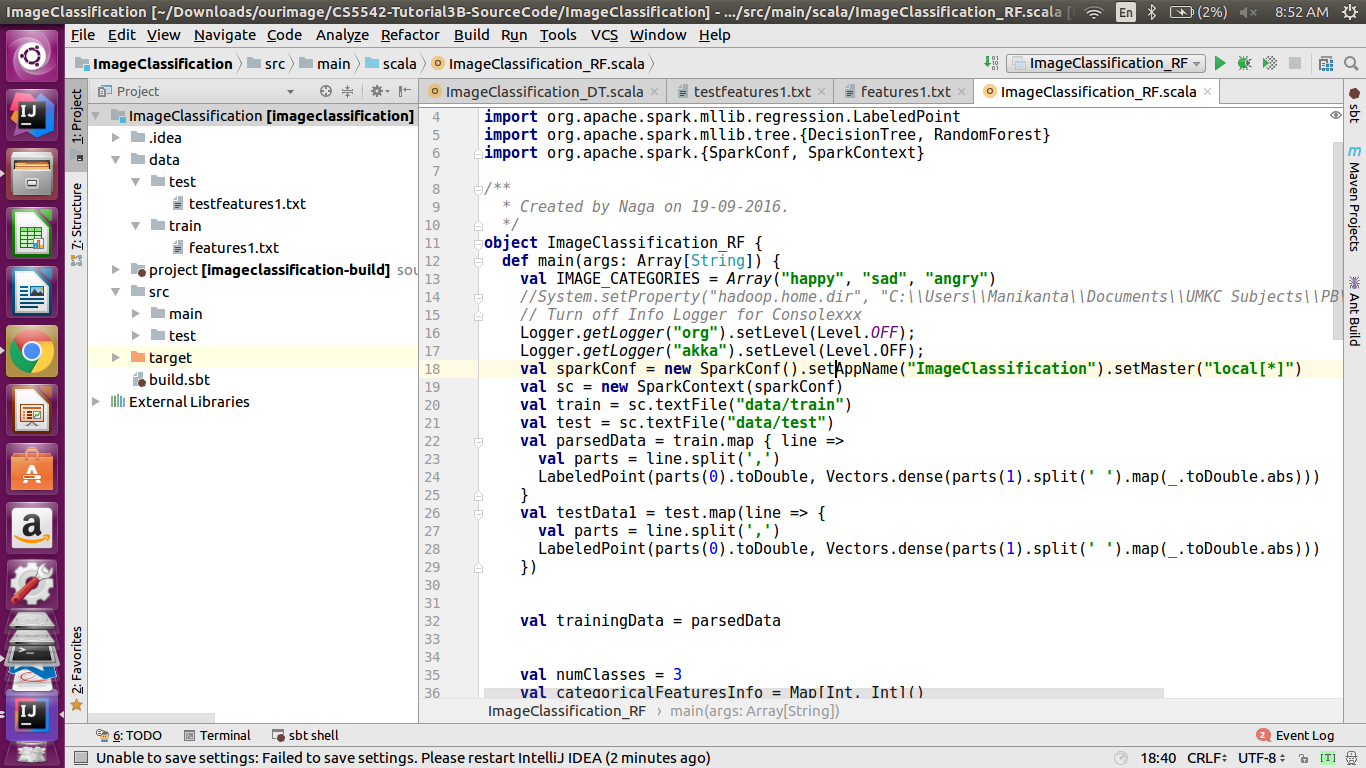 ImageClassification [~/Downloads/ourimage/CS5542-Tutorial3B-SourceCode/ImageClassification] - .../src/main/scala/ImageClassification_RF.scala [
En (2%) 8:52 AM
File Edit View Navigate Code Analyze Refactor Build Run Tools VCS Window Help
ImageClassification src main scala ImageClassification_RF.scala
ImageClassification_RF
Project
ImageClassification_DT.scala testfeatures1.txt features1.txt ImageClassification_RF.scala
1: Project
7: Structure
2: Favorites
ImageClassification [imageclassification]
.idea
data
test
testfeatures1.txt
train
features1.txt
project [imageclassification-build] sou
src
main
test
target
build.sbt
External Libraries
4 import org.apache.spark.mllib.regression.LabeledPoint
5 import org.apache.spark.mllib.tree.{DecisionTree, RandomForest}
6 import org.apache.spark.{SparkConf, SparkContext}
7
8 /**
9 * Created by Naga on 19-09-2016.
10 */
11 object ImageClassification_RF {
12 def main(args: Array[String]) {
13 val IMAGE_CATEGORIES = Array("happy", "sad", "angry")
14 //System.setProperty("hadoop.home.dir", "C:\\Users\\Manikanta\\Documents\\UMKC Subjects\\PB\
15 // Turn off Info Logger for Consolexxx
16 Logger.getLogger("org").setLevel(Level.OFF);
17 Logger.getLogger("akka").setLevel(Level.OFF);
18 val sparkConf = new SparkConf().setAppName("ImageClassification").setMaster("local[*]")
19 val sc = new SparkContext(sparkConf)
20 val train = sc.textFile("data/train")
21 val test = sc.textFile("data/test")
22 val parsedData = train.map { line =>
23 val parts = line.split(',')
24 LabeledPoint(parts(0).toDouble, Vectors.dense(parts(1).split(' ').map(_.toDouble.abs)))
25 }
26 val testData1 = test.map(line => {
27 val parts = line.split(',')
28 LabeledPoint(parts(0).toDouble, Vectors.dense(parts(1).split(' ').map(_.toDouble.abs)))
29 })
30
31
32 val trainingData = parsedData
33
34
35 val numClasses = 3
36 val categoricalFeaturesInfo = Map[Int, Int]()
sbt
Maven Projects
Ant Build
ImageClassification_RF main(args: Array[String])
6: TODO Terminal sbt shell 2 Event Log
Unable to save settings: Failed to save settings. Please restart IntelliJ IDEA (2 minutes ago) 18:40 CRLF UTF-8 [T]